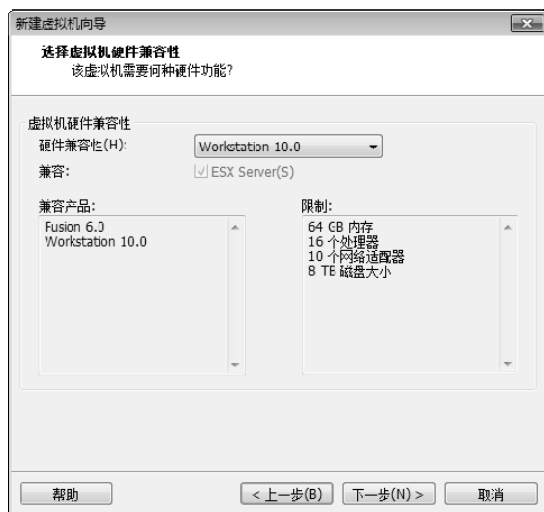 新建虚拟机向导
选择虚拟机硬件兼容性
该虚拟机需要何种硬件功能?
虚拟机硬件兼容性
硬件兼容性(H):
Workstation 10.0
兼容:
ESX Server(S)
兼容产品:
Fusion 6.0
Workstation 10.0
限制:
64 GB 内存
16 个处理器
10 个网络适配器
8 TB 磁盘大小
帮助
< 上一步(B)
下一步(N) >
取消